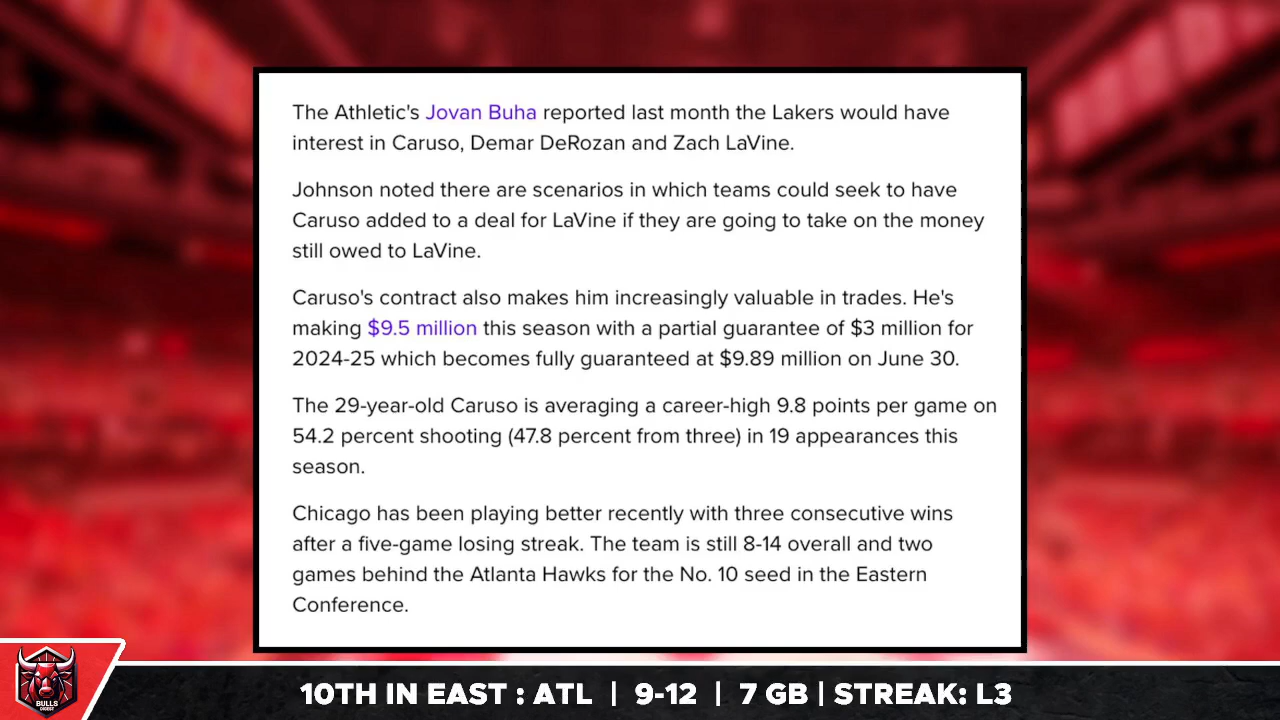 The Athletic's Jovan Buha reported last month the Lakers would have
interest in Caruso, Demar DeRozan and Zach LaVine.
Johnson noted there are scenarios in which teams could seek to have
Caruso added to a deal for LaVine if they are going to take on the money
still owed to LaVine.
Caruso's contract also makes him increasingly valuable in trades. He's
making $9.5 million this season with a partial guarantee of $3 million for
2024-25 which becomes fully guaranteed at $9.89 million on June 30.
The 29-year-old Caruso is averaging a career-high 9.8 points per game on
54.2 percent shooting (47.8 percent from three) in 19 appearances this
season.
Chicago has been playing better recently with three consecutive wins
after a five-game losing streak. The team is still 8-14 overall and two
games behind the Atlanta Hawks for the No. 10 seed in the Eastern
Conference.
BULLS
DIGEST
10TH IN EAST : ATL | 9-12 | 7 GB | STREAK: L3